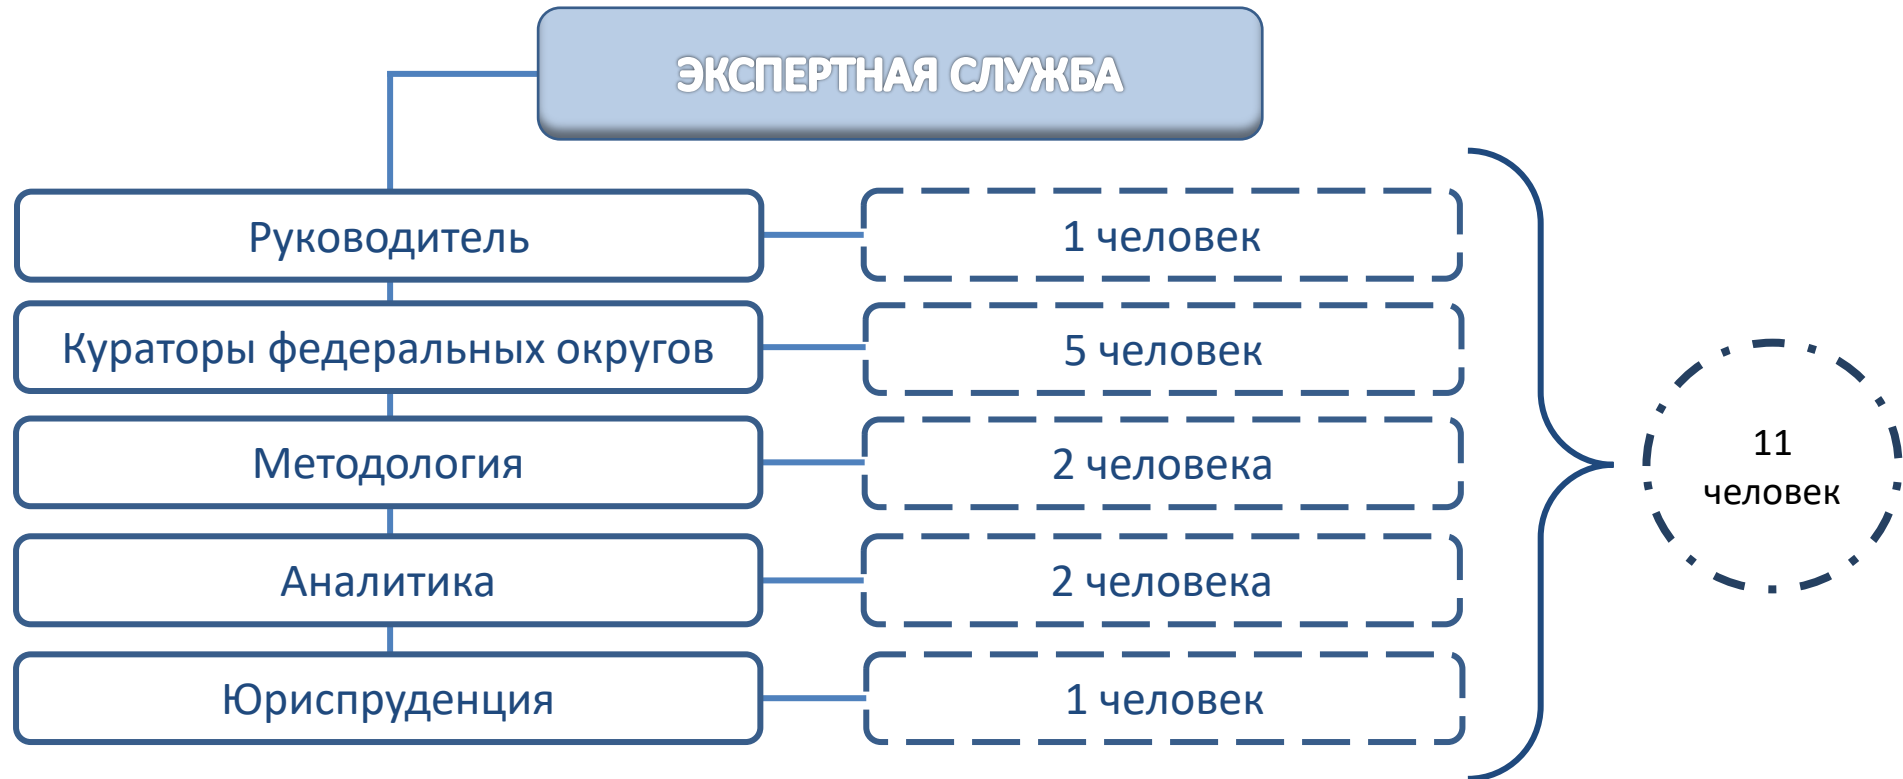 ЭКСПЕРТНАЯ СЛУЖБА
Руководитель
1 человек
Кураторы федеральных округов
5 человек
Методология
2 человека
Аналитика
2 человека
Юриспруденция
1 человек
11
человек